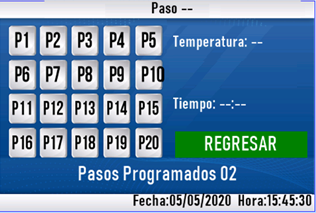 Paso --
P1 P2 P3 P4 P5 Temperatura: --
P6 P7 P8 P9 P10
P11 P12 P13 P14 P15 Tiempo: --:--
P16 P17 P18 P19 P20 REGRESAR
Pasos Programados 02
Fecha:05/05/2020 Hora:15:45:30